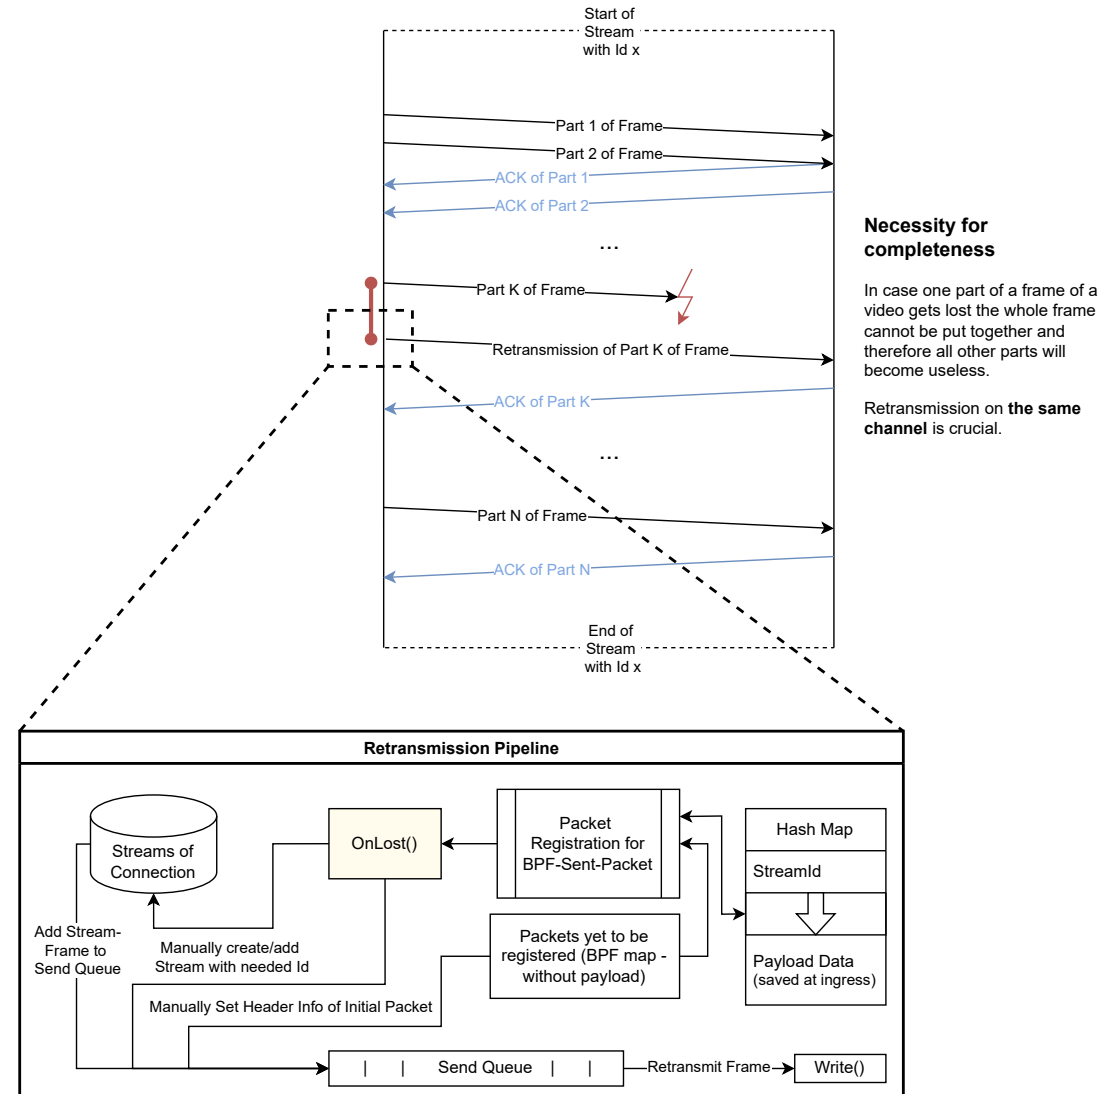 Start of
Stream
with Id x
Part 1 of Frame
Part 2 of Frame
ACK of Part 1
ACK of Part 2
...
Necessity for
completeness
In case one part of a frame of a
video gets lost the whole frame
cannot be put together and
therefore all other parts will
become useless.
Retransmission on the same
channel is crucial.
Part K of Frame
Retransmission of Part K of Frame
ACK of Part K
...
Part N of Frame
ACK of Part N
End of
Stream
with Id x
Retransmission Pipeline
Streams of
Connection
OnLost()
Packet
Registration for
BPF-Sent-Packet
Hash Map
StreamId
Payload Data
(saved at ingress)
Packets yet to be
registered (BPF map -
without payload)
Add Stream-
Frame to
Send Queue
Manually create/add
Stream with needed Id
Manually Set Header Info of Initial Packet
| | Send Queue | |
Retransmit Frame
Write()